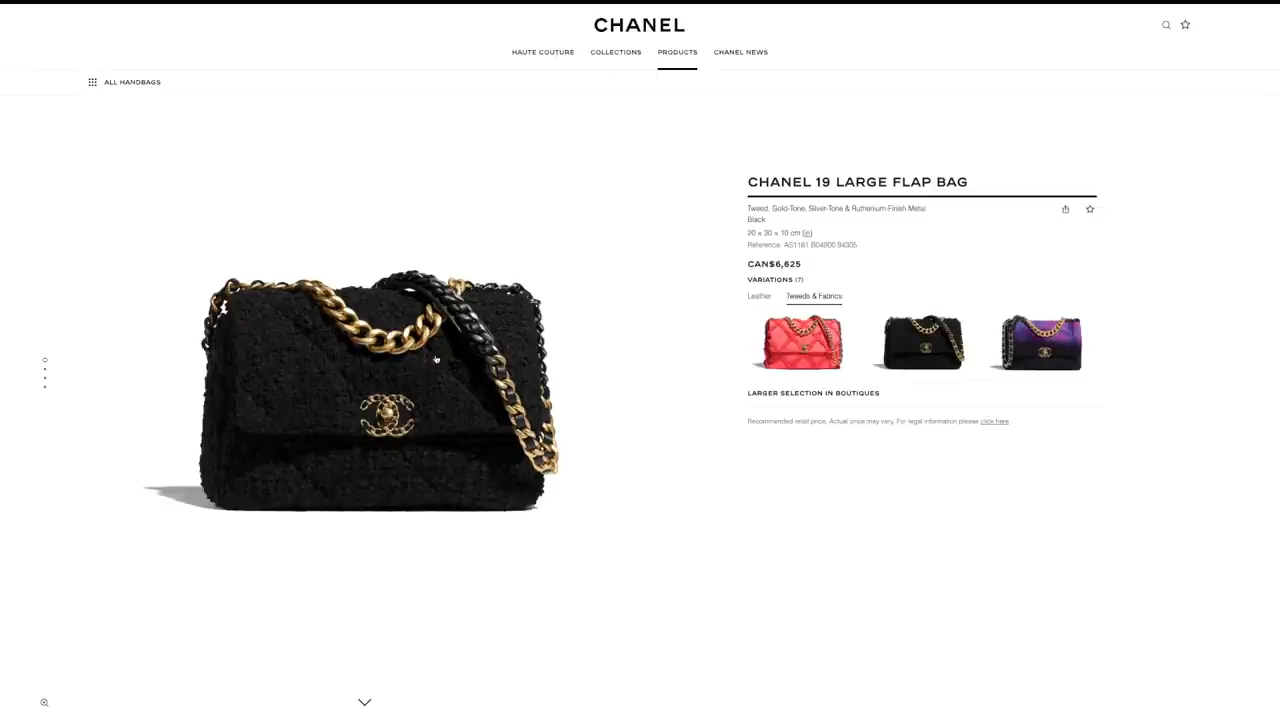 CHANEL
HAUTE COUTURE COLLECTIONS PRODUCTS CHANEL NEWS
ALL HANDBAGS
CHANEL 19 LARGE FLAP BAG
Tweed, Gold-Tone, Silver-Tone & Ruthenium-Finish Metal
Black
20 × 30 × 10 cm (in)
Reference: AS1161 B04900 94305
CAN$6,625
VARIATIONS (7)
Leather Tweeds & Fabrics
LARGER SELECTION IN BOUTIQUES
Recommended retail price. Actual price may vary. For legal information please click here